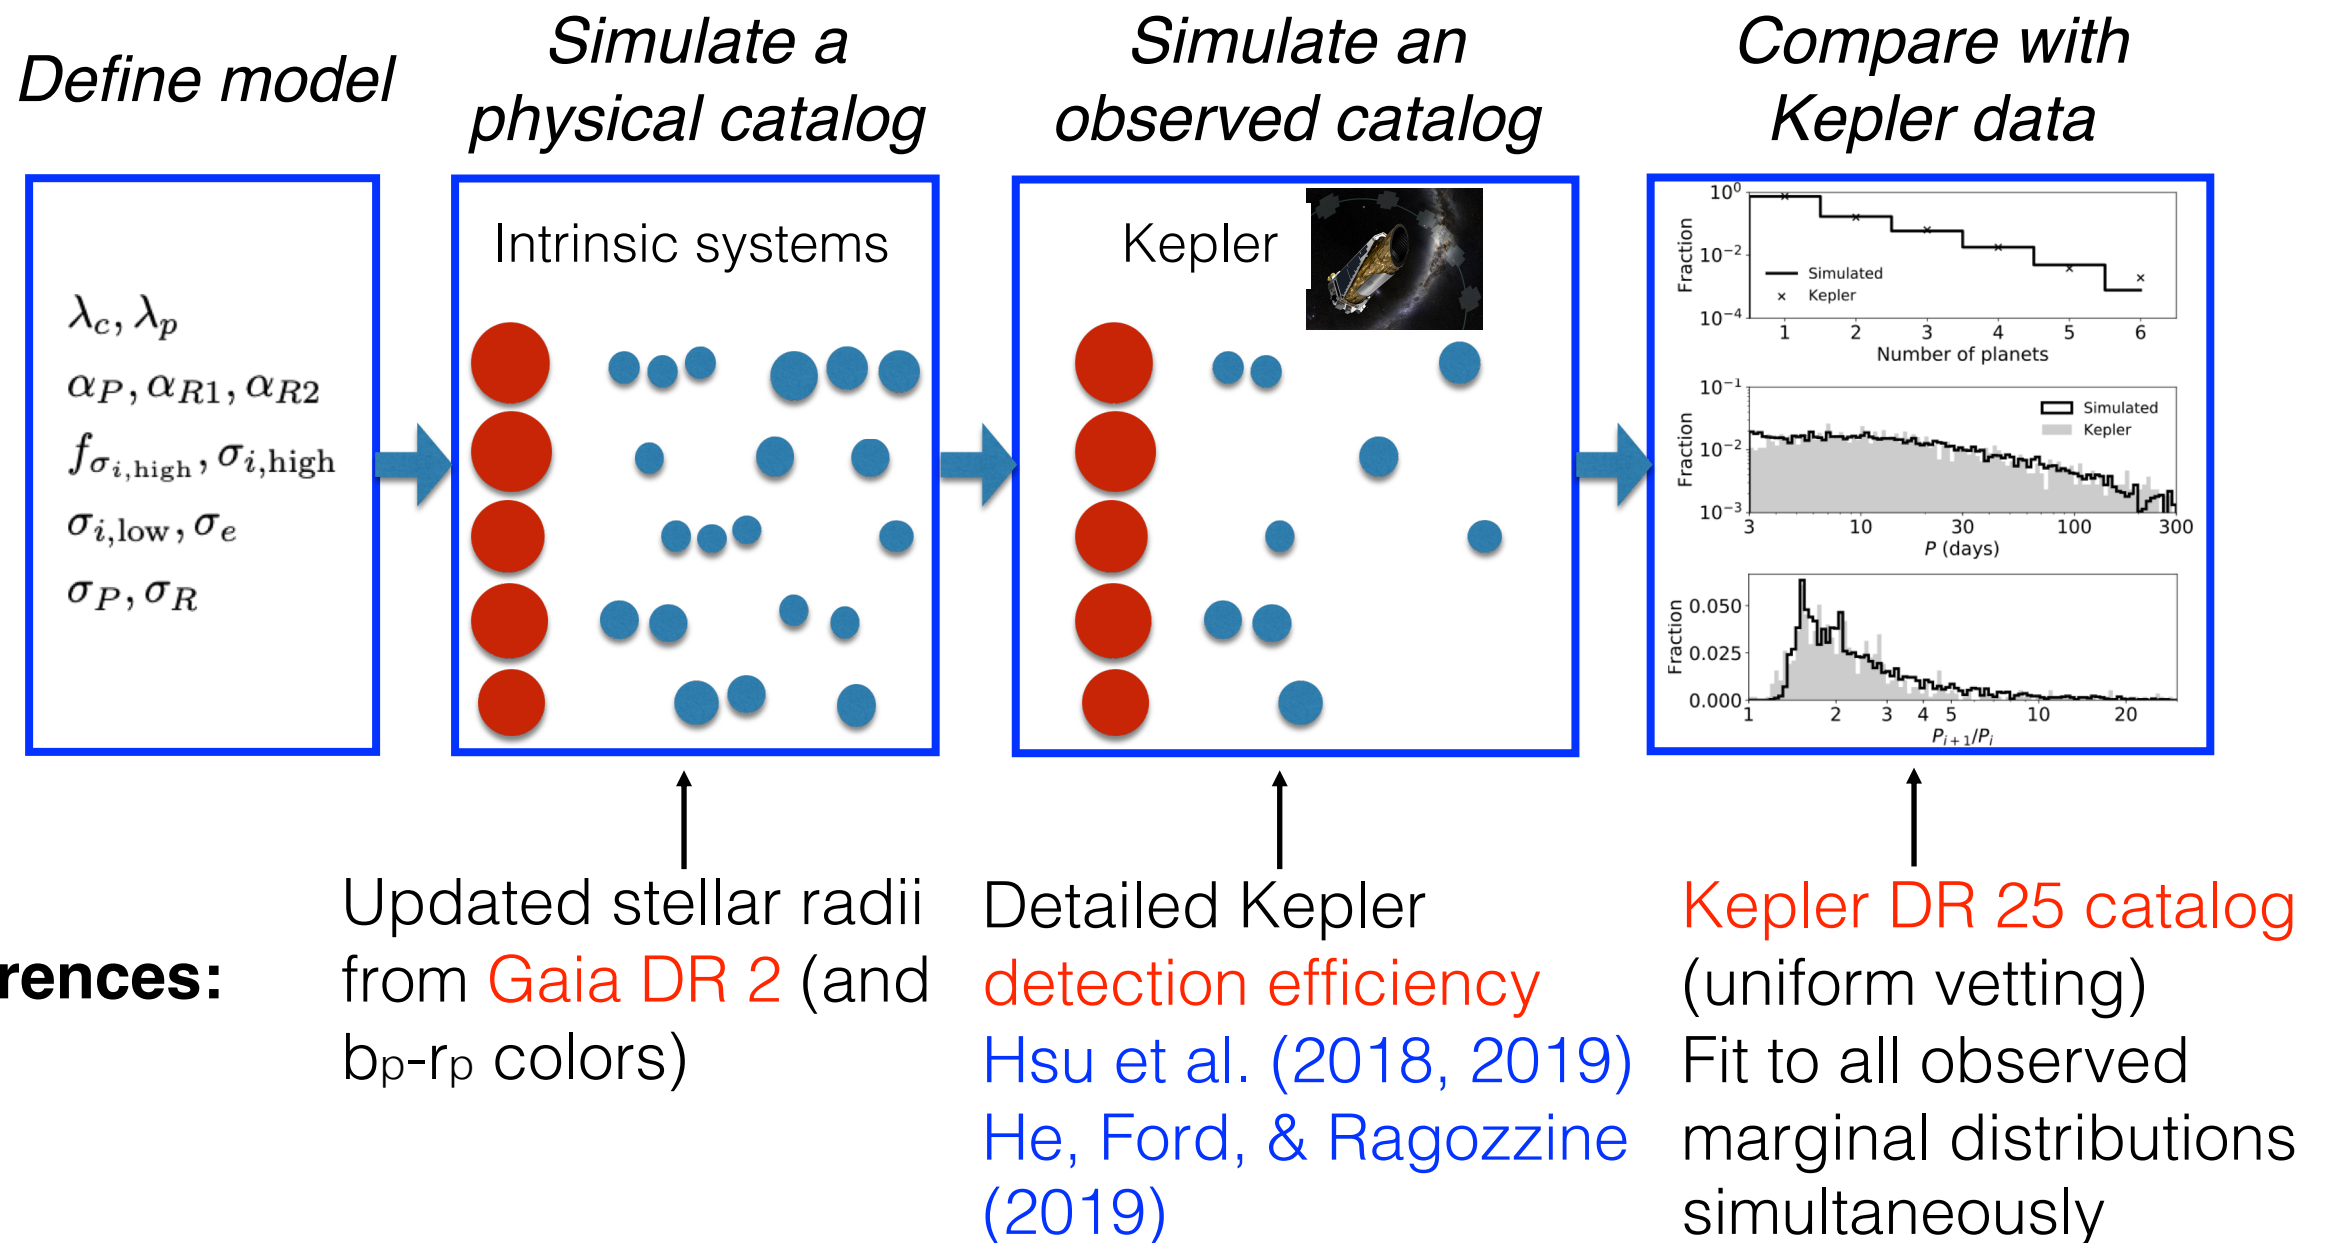 Define model
Simulate a
physical catalog
Simulate an
observed catalog
Compare with
Kepler data
λc, λp
αP, αR1, αR2
fσi,high, σi,high
σi,low, σe
σP, σR
Intrinsic systems
Kepler
10⁰
10⁻²
10⁻⁴
Fraction
Simulated
Kepler
1 2 3 4 5 6
Number of planets
10⁻¹
10⁻²
10⁻³
Fraction
Simulated
Kepler
3 10 30 100 300
P (days)
0.050
0.025
0.000
Fraction
1 2 3 4 5 10 20
Pi+1/Pi
rences:
Updated stellar radii
from Gaia DR 2 (and
bp-rp colors)
Detailed Kepler
detection efficiency
Hsu et al. (2018, 2019)
He, Ford, & Ragozzine
(2019)
Kepler DR 25 catalog
(uniform vetting)
Fit to all observed
marginal distributions
simultaneously